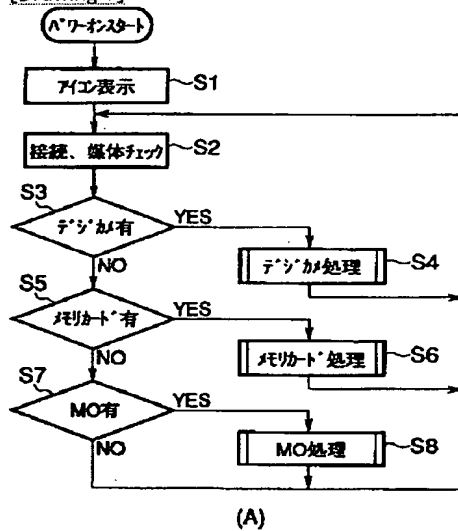 パワーオンスタート
アイコン表示
S1
接続、媒体チェック
S2
S3
デジカメ有
YES
デジカメ処理
S4
NO
S5
メモリカード有
YES
メモリカード処理
S6
NO
S7
MO有
YES
MO処理
S8
NO
(A)